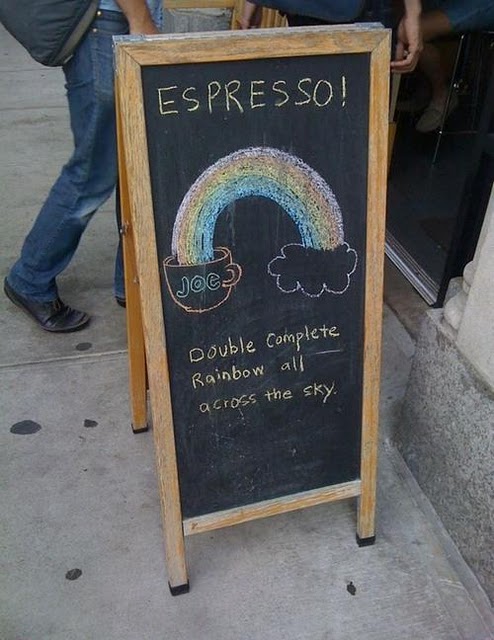 ESPRESSO!
JOE
Double Complete
Rainbow all
across the sky.